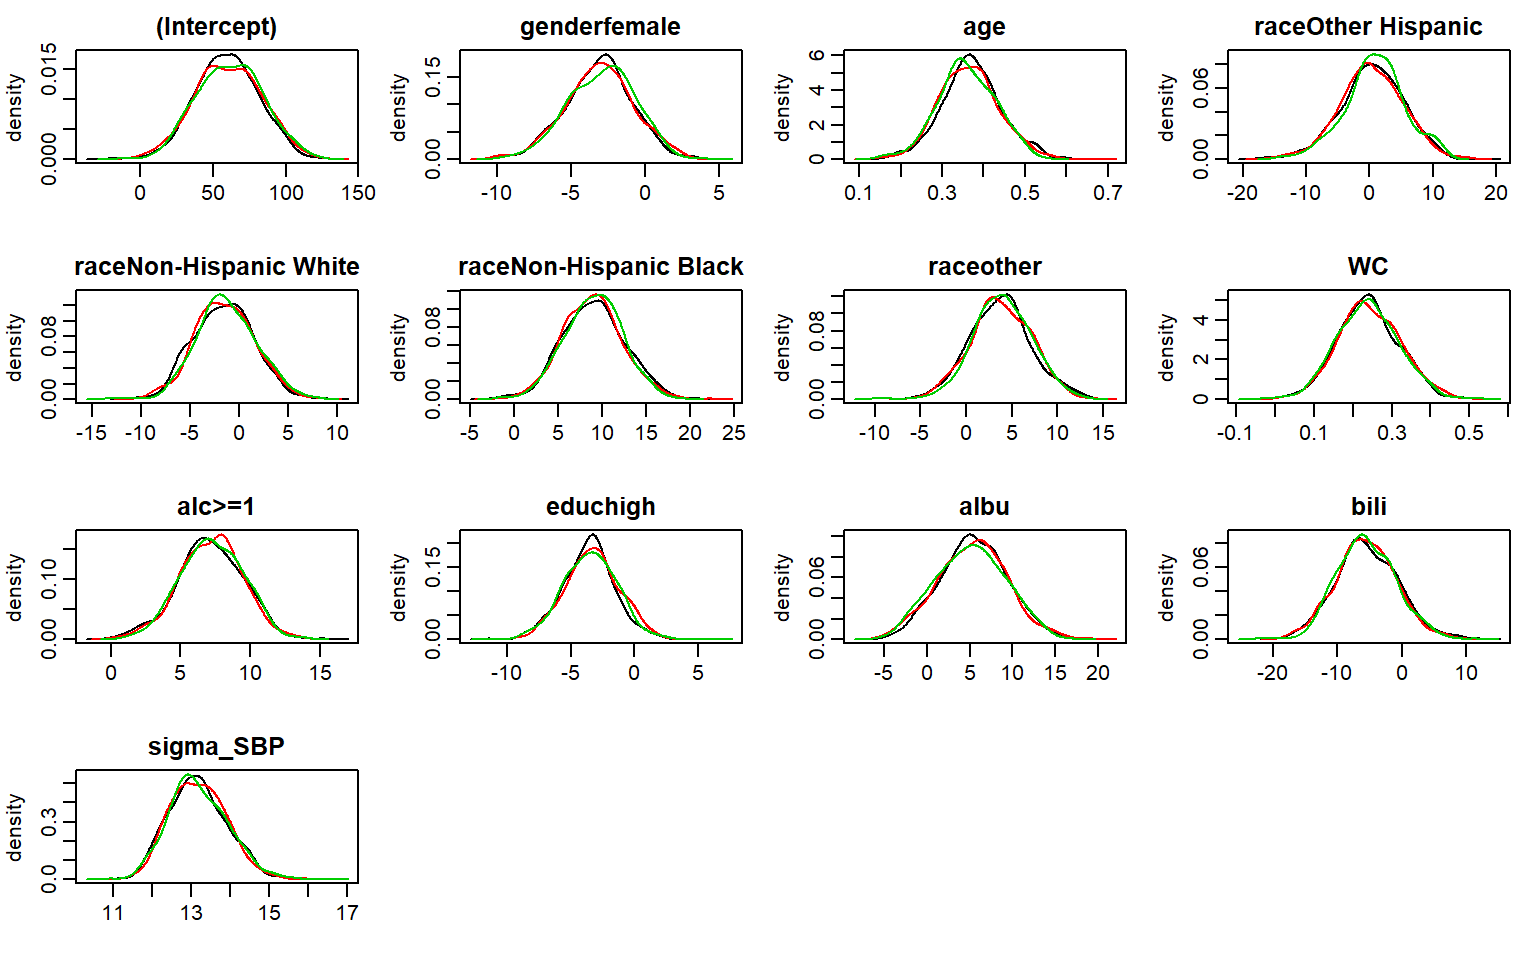 (Intercept) genderfemale age raceOther Hispanic
density 0.000 0.015 density 0.00 0.15 density 0 2 4 6 density 0.00 0.06
0 50 100 150 -10 -5 0 5 0.1 0.3 0.5 0.7 -20 -10 0 10 20
raceNon-Hispanic White raceNon-Hispanic Black raceother WC
density 0.00 0.08 density 0.00 0.08 density 0.00 0.08 density 0 2 4
-15 -10 -5 0 5 10 -5 0 5 10 15 20 25 -10 -5 0 5 10 15 -0.1 0.1 0.3 0.5
alc>=1 educhigh albu bili
density 0.00 0.10 density 0.00 0.15 density 0.00 0.06 density 0.00 0.06
0 5 10 15 -10 -5 0 5 -5 0 5 10 15 20 -20 -10 0 10
sigma_SBP
density 0.0 0.3
11 13 15 17